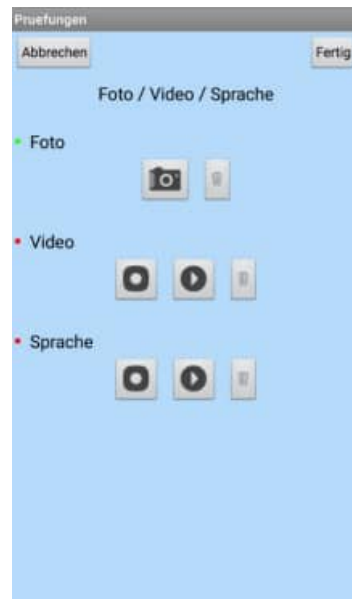 Pruefungen
Abbrechen
Fertig
Foto / Video / Sprache
Foto
Video
Sprache